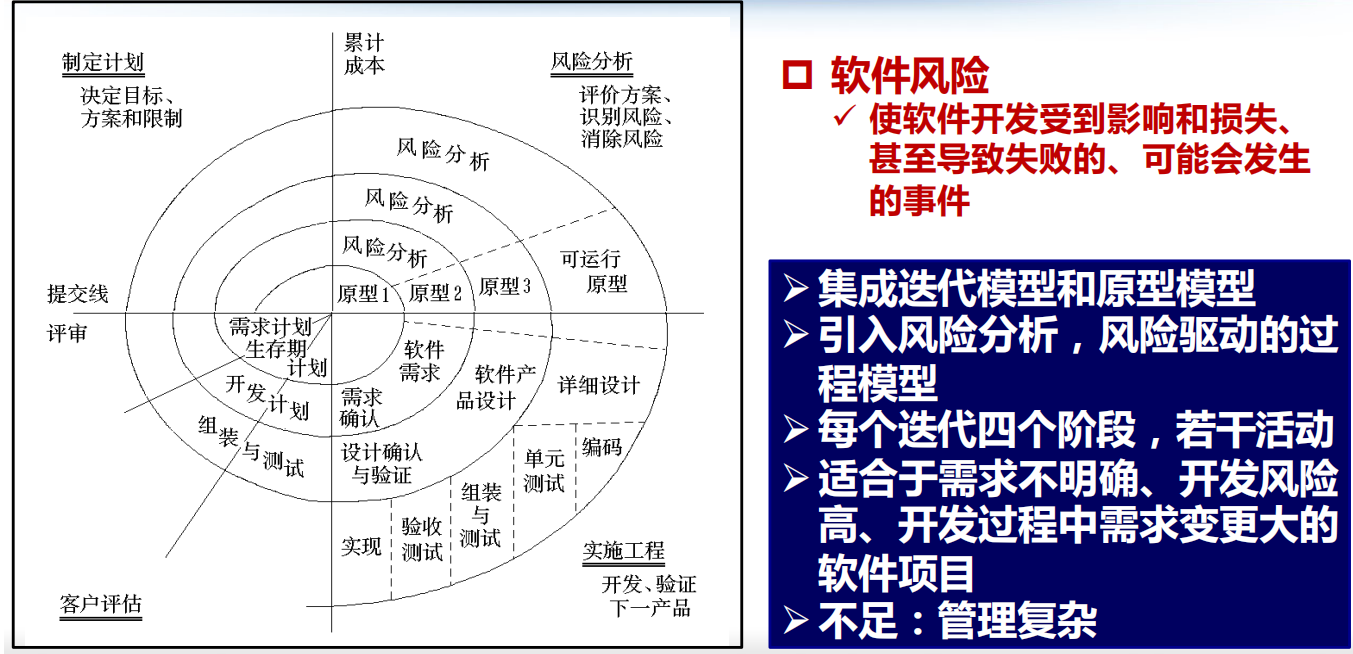 制定计划
决定目标、
方案和限制
累计
成本
风险分析
评价方案、
识别风险、
消除风险
风险分析
风险分析
风险分析
可运行
原型
原型1
原型2
原型3
提交线
评审
需求计划
生存期
计划
软件
需求
开发计划
需求
确认
软件产
品设计
详细设计
组装
与测试
设计确认
与验证
单元
测试
编码
组装
与
测试
验收
测试
实现
实施工程
开发、验证
下一产品
客户评估
软件风险
✓ 使软件开发受到影响和损失、
甚至导致失败的、可能会发生
的事件
➢ 集成迭代模型和原型模型
➢ 引入风险分析,风险驱动的过
程模型
➢ 每个迭代四个阶段,若干活动
➢ 适合于需求不明确、开发风险
高、开发过程中需求变更大的
软件项目
➢ 不足:管理复杂